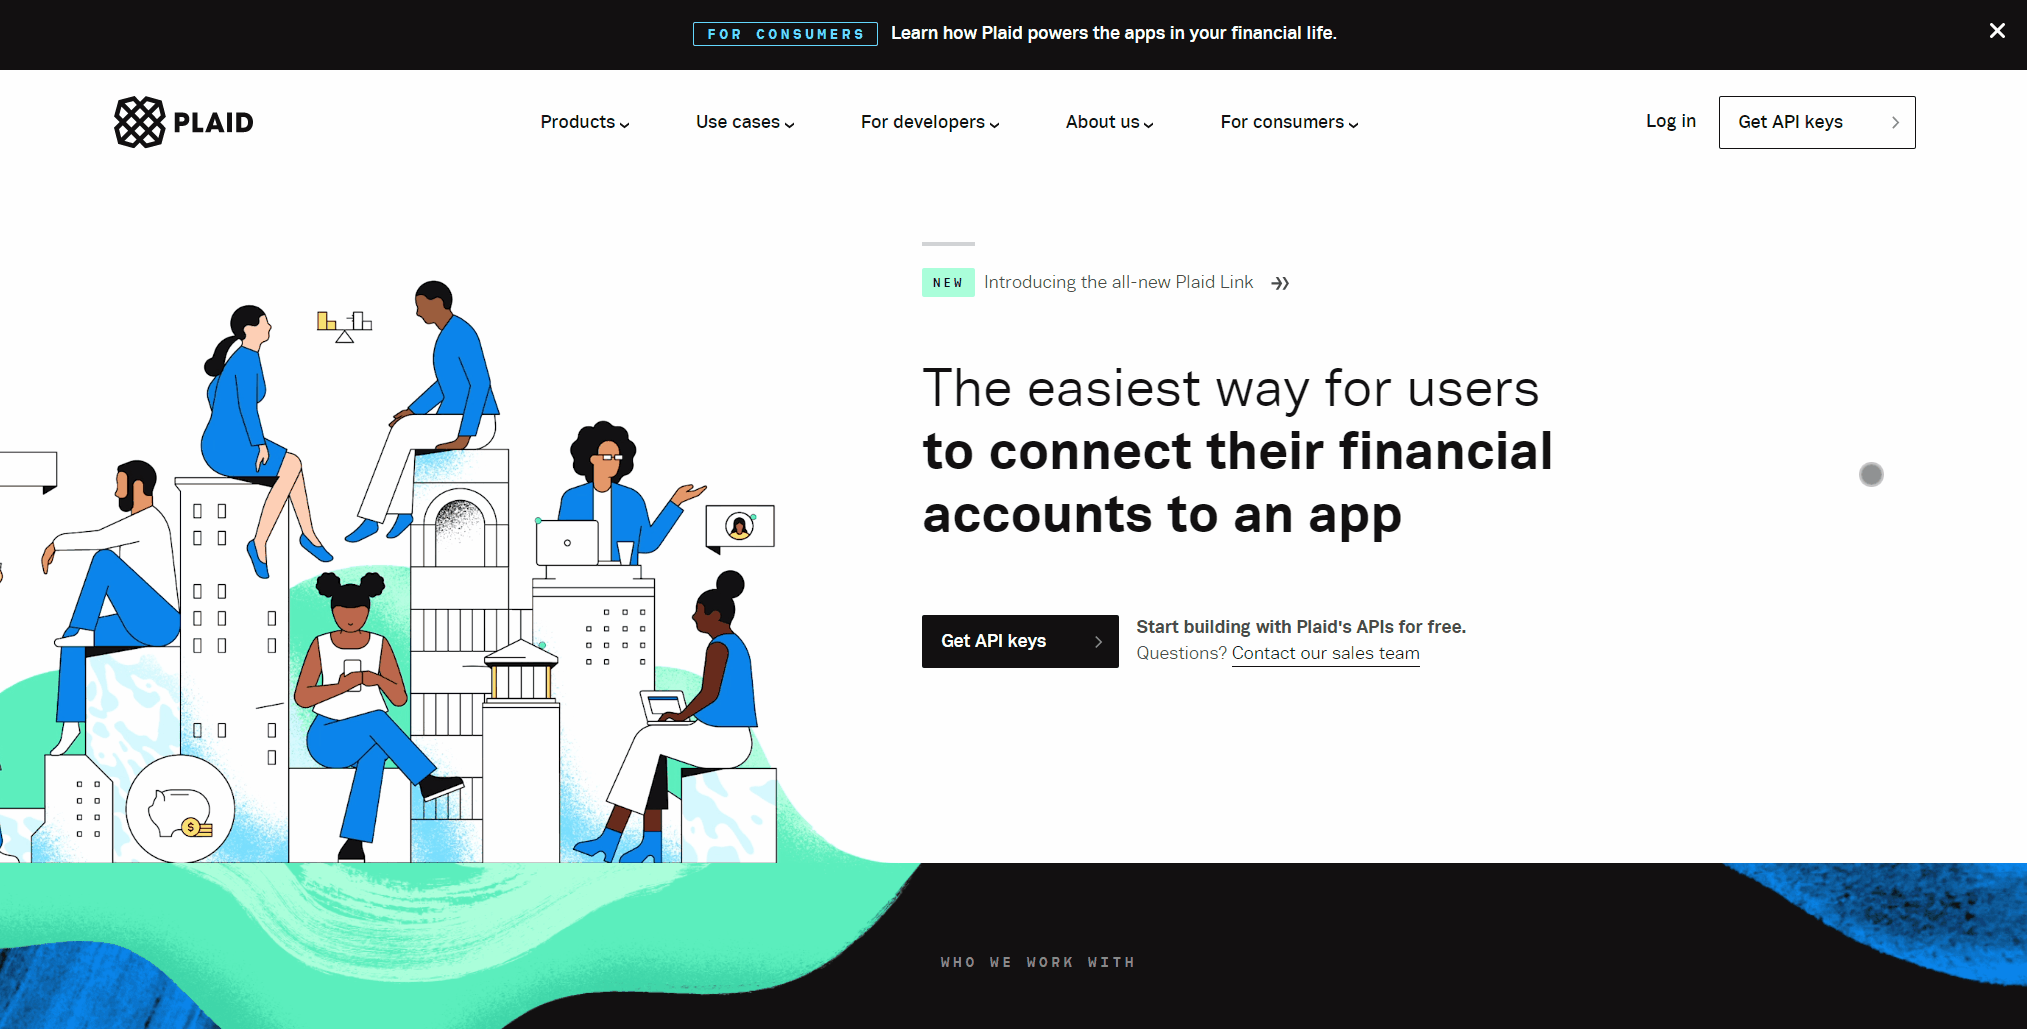 FOR CONSUMERS Learn how Plaid powers the apps in your financial life.
PLAID
Products
Use cases
For developers
About us
For consumers
Log in
Get API keys
NEW Introducing the all-new Plaid Link
The easiest way for users
to connect their financial
accounts to an app
Get API keys
Start building with Plaid's APIs for free.
Questions? Contact our sales team
$
WHO WE WORK WITH